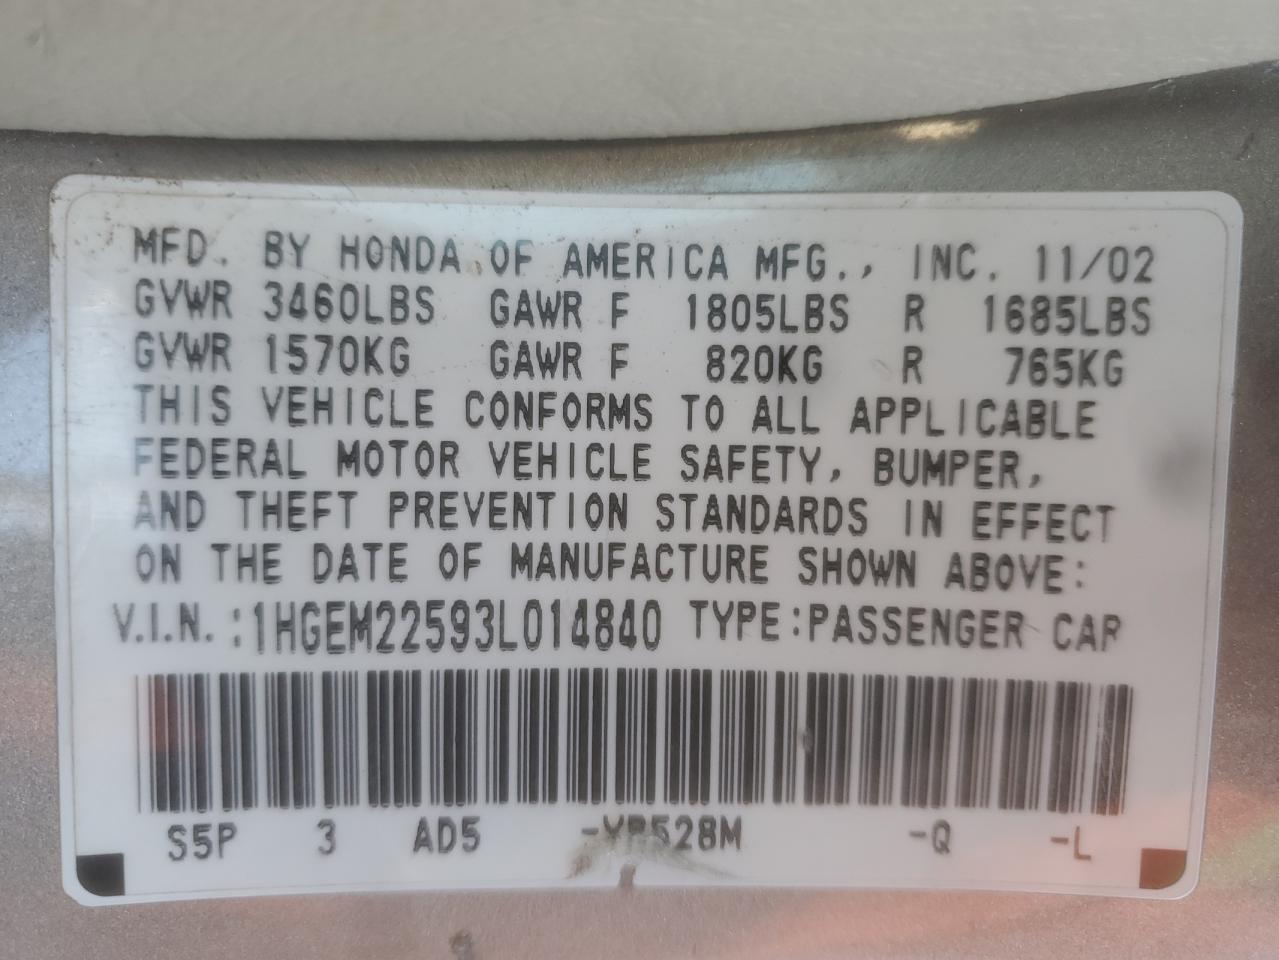 MFD. BY HONDA OF AMERICA MFG., INC. 11/02
GVWR 3460LBS GAWR F 1805LBS R 1685LBS
GVWR 1570KG GAWR F 820KG R 765KG
THIS VEHICLE CONFORMS TO ALL APPLICABLE
FEDERAL MOTOR VEHICLE SAFETY, BUMPER,
AND THEFT PREVENTION STANDARDS IN EFFECT
ON THE DATE OF MANUFACTURE SHOWN ABOVE:
V.I.N. :1HGEM22593L014840 TYPE:PASSENGER CAR
S5P 3 AD5 -YR528M -Q -L